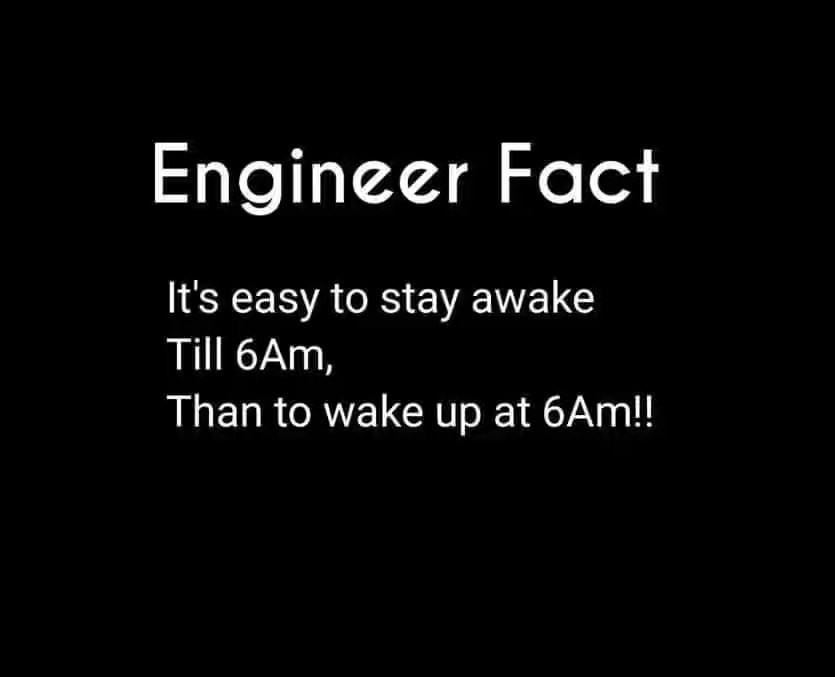 Engineer Fact
It's easy to stay awake
Till 6Am,
Than to wake up at 6Am!!